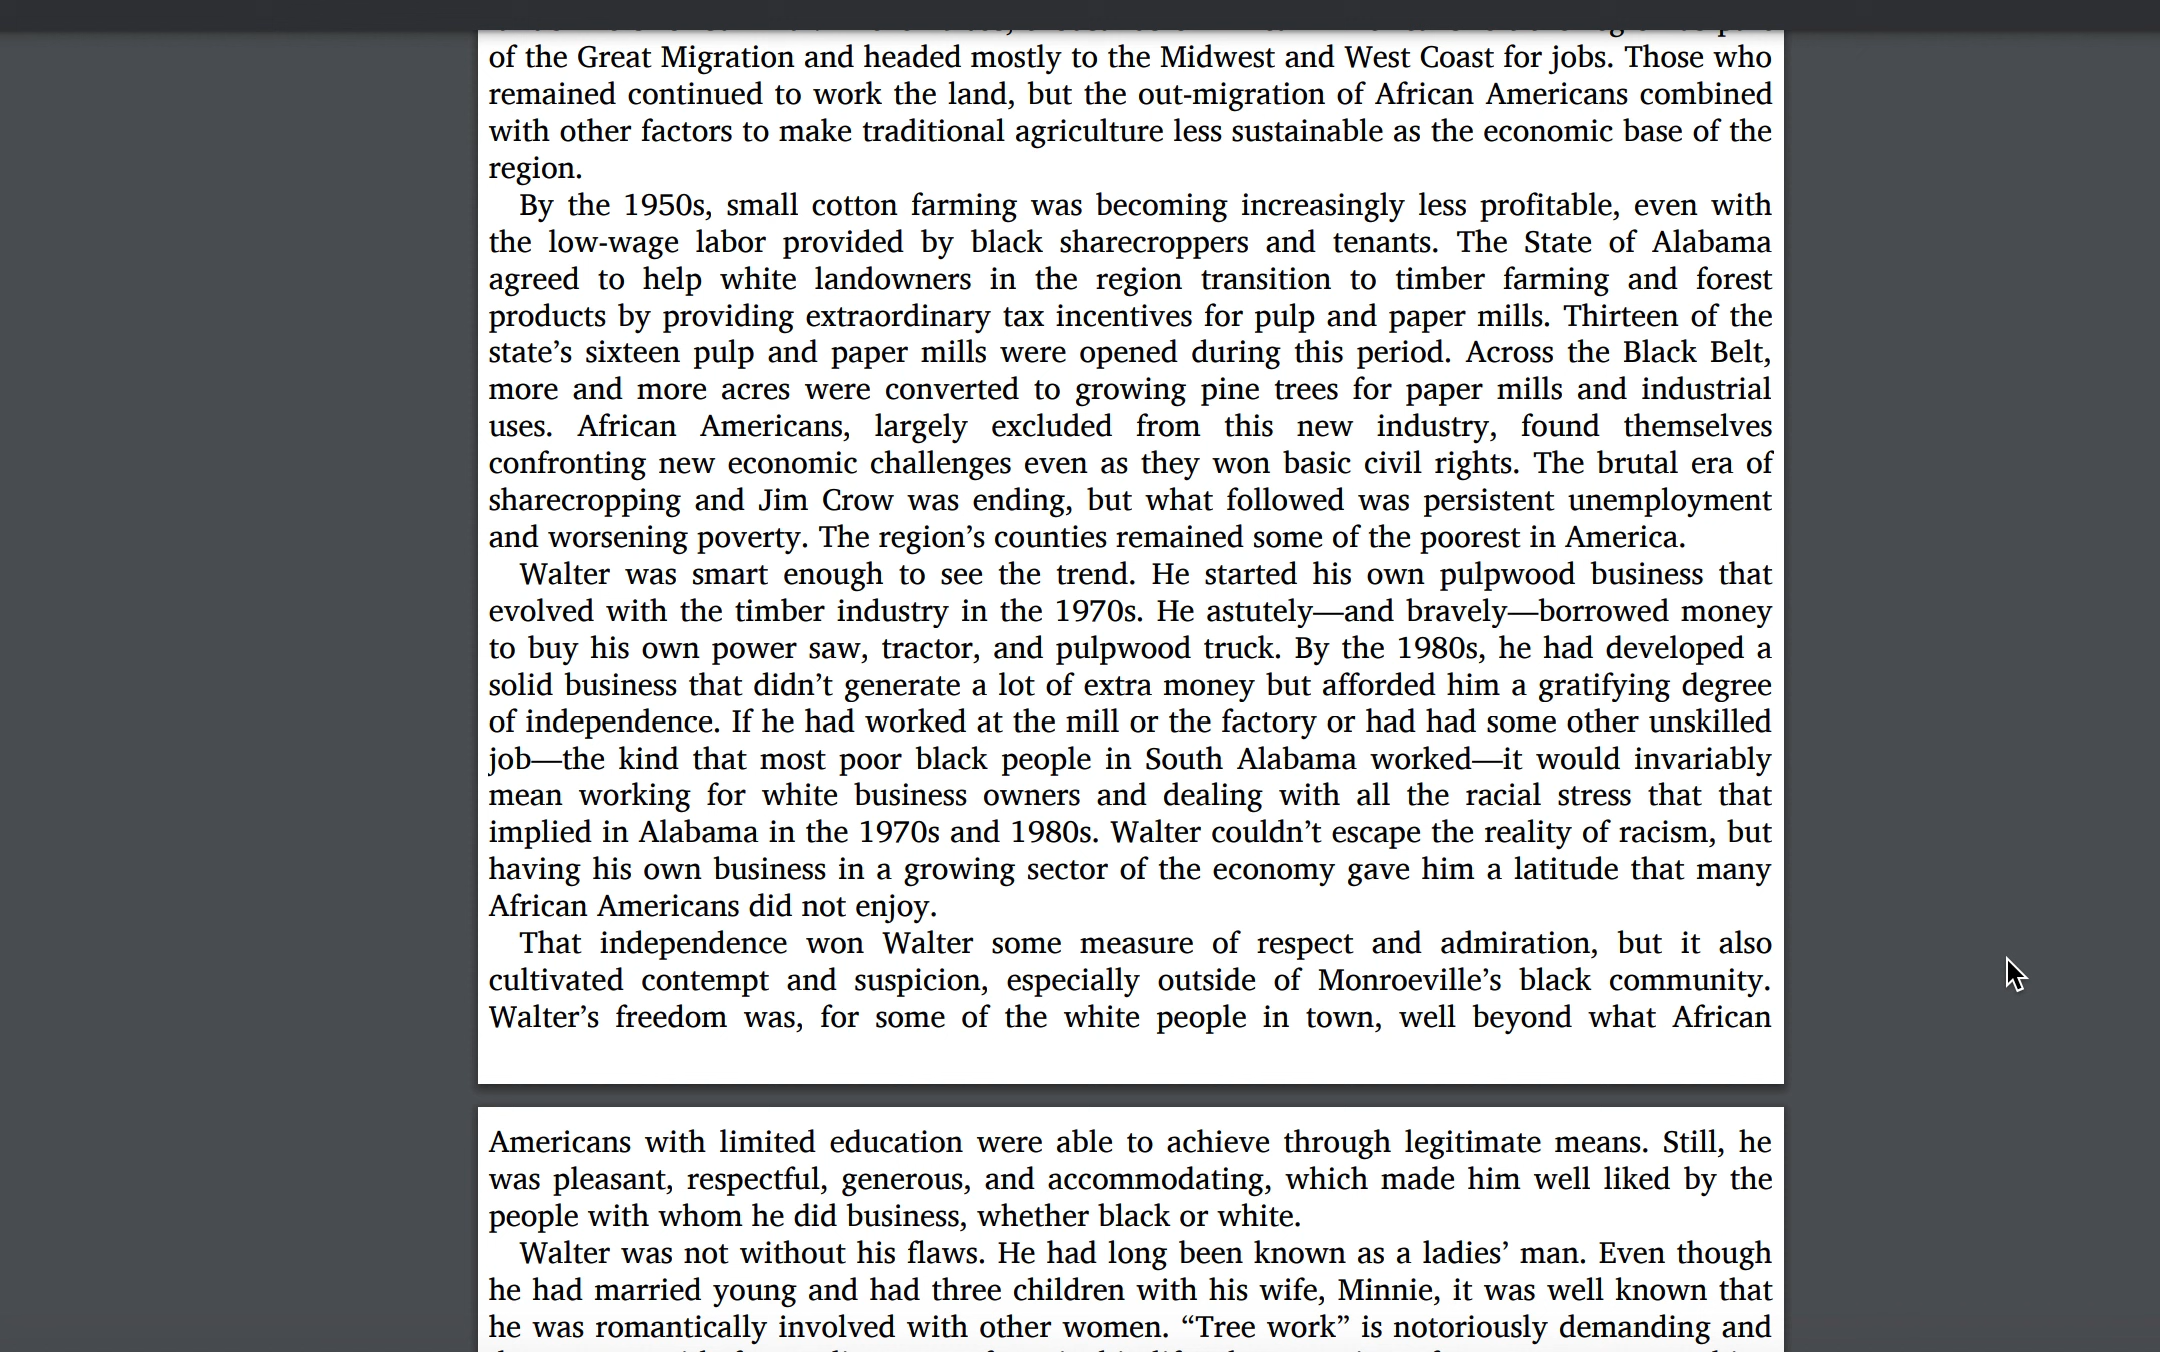 of the Great Migration and headed mostly to the Midwest and West Coast for jobs. Those who
remained continued to work the land, but the out-migration of African Americans combined
with other factors to make traditional agriculture less sustainable as the economic base of the
region.
By the 1950s, small cotton farming was becoming increasingly less profitable, even with
the low-wage labor provided by black sharecroppers and tenants. The State of Alabama
agreed to help white landowners in the region transition to timber farming and forest
products by providing extraordinary tax incentives for pulp and paper mills. Thirteen of the
state’s sixteen pulp and paper mills were opened during this period. Across the Black Belt,
more and more acres were converted to growing pine trees for paper mills and industrial
uses. African Americans, largely excluded from this new industry, found themselves
confronting new economic challenges even as they won basic civil rights. The brutal era of
sharecropping and Jim Crow was ending, but what followed was persistent unemployment
and worsening poverty. The region’s counties remained some of the poorest in America.
Walter was smart enough to see the trend. He started his own pulpwood business that
evolved with the timber industry in the 1970s. He astutely—and bravely—borrowed money
to buy his own power saw, tractor, and pulpwood truck. By the 1980s, he had developed a
solid business that didn’t generate a lot of extra money but afforded him a gratifying degree
of independence. If he had worked at the mill or the factory or had had some other unskilled
job—the kind that most poor black people in South Alabama worked—it would invariably
mean working for white business owners and dealing with all the racial stress that that
implied in Alabama in the 1970s and 1980s. Walter couldn’t escape the reality of racism, but
having his own business in a growing sector of the economy gave him a latitude that many
African Americans did not enjoy.
That independence won Walter some measure of respect and admiration, but it also
cultivated contempt and suspicion, especially outside of Monroeville’s black community.
Walter’s freedom was, for some of the white people in town, well beyond what African
Americans with limited education were able to achieve through legitimate means. Still, he
was pleasant, respectful, generous, and accommodating, which made him well liked by the
people with whom he did business, whether black or white.
Walter was not without his flaws. He had long been known as a ladies’ man. Even though
he had married young and had three children with his wife, Minnie, it was well known that
he was romantically involved with other women. “Tree work” is notoriously demanding and